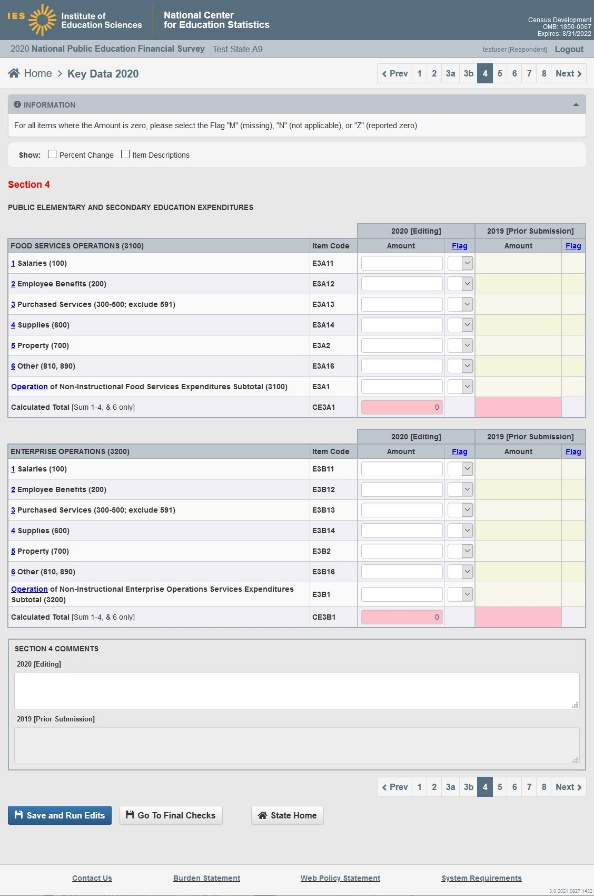 IES Institute of Education Sciences
National Center for Education Statistics
Census Development
OMB: 1850-0067
Expires: 8/31/2022
2020 National Public Education Financial Survey Test State A9
testuser [Respondent] Logout
Home > Key Data 2020
Prev 1 2 3a 3b 4 5 6 7 8 Next
INFORMATION
For all items where the Amount is zero, please select the Flag "M" (missing), "N" (not applicable), or "Z" (reported zero)
Show: Percent Change Item Descriptions
Section 4
PUBLIC ELEMENTARY AND SECONDARY EDUCATION EXPENDITURES
2020 [Editing] 2019 [Prior Submission]
FOOD SERVICES OPERATIONS (3100) Item Code Amount Flag Amount Flag
1 Salaries (100) E3A11
2 Employee Benefits (200) E3A12
3 Purchased Services (300-500; exclude 591) E3A13
4 Supplies (600) E3A14
5 Property (700) E3A2
6 Other (810, 890) E3A16
Operation of Non-Instructional Food Services Expenditures Subtotal (3100) E3A1
Calculated Total [Sum 1-4, & 6 only] CE3A1 0
2020 [Editing] 2019 [Prior Submission]
ENTERPRISE OPERATIONS (3200) Item Code Amount Flag Amount Flag
1 Salaries (100) E3B11
2 Employee Benefits (200) E3B12
3 Purchased Services (300-500; exclude 591) E3B13
4 Supplies (600) E3B14
5 Property (700) E3B2
6 Other (810, 890) E3B16
Operation of Non-Instructional Enterprise Operations Services Expenditures
Subtotal (3200) E3B1
Calculated Total [Sum 1-4, & 6 only] CE3B1 0
SECTION 4 COMMENTS
2020 [Editing]
2019 [Prior Submission]
Prev 1 2 3a 3b 4 5 6 7 8 Next
Save and Run Edits Go To Final Checks State Home
Contact Us Burden Statement Web Policy Statement System Requirements